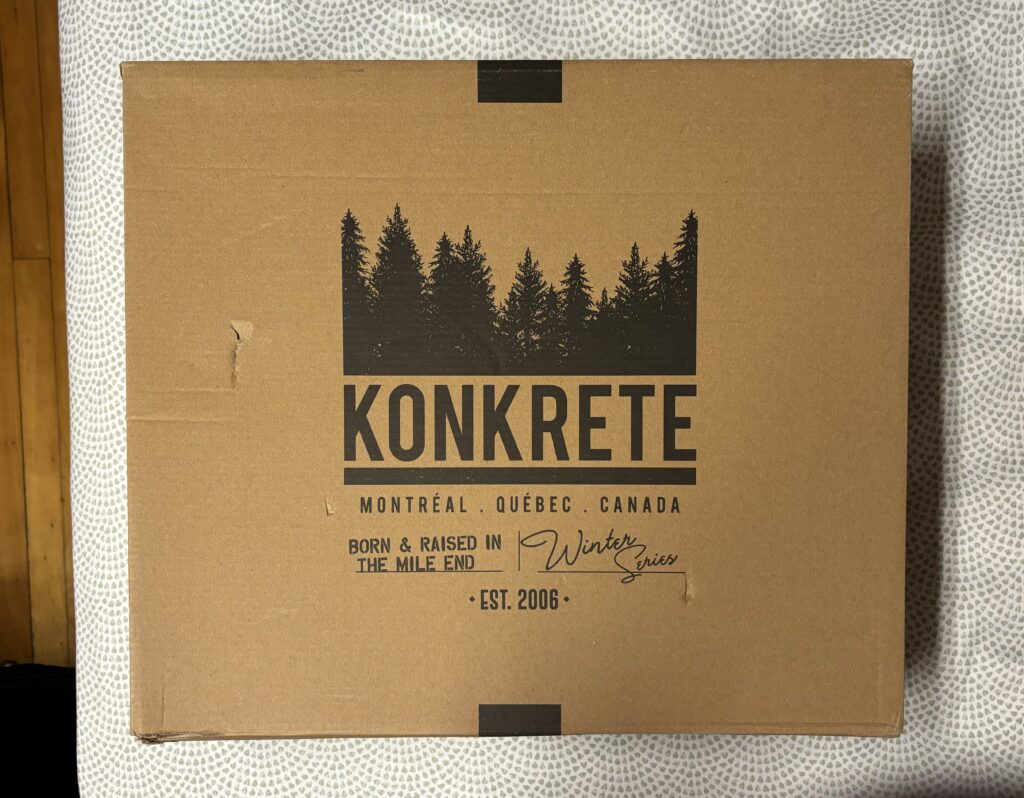 KONKRETE
MONTRÉAL . QUÉBEC . CANADA
BORN & RAISED IN
THE MILE END
Winter
Series
• EST. 2006 •